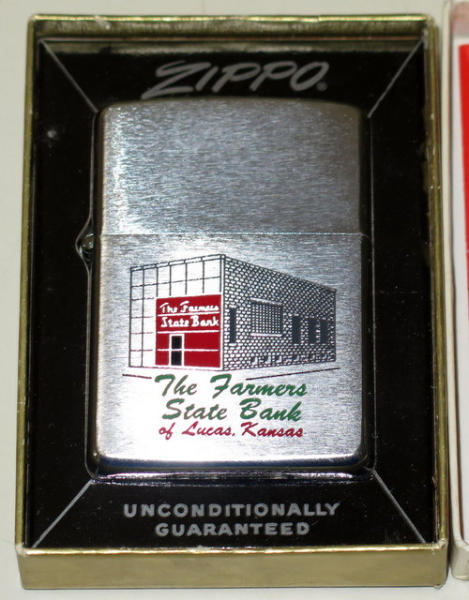 ZIPPO®
The Farmers
State Bank
The Farmers
State Bank
of Lucas, Kansas
UNCONDITIONALLY
GUARANTEED